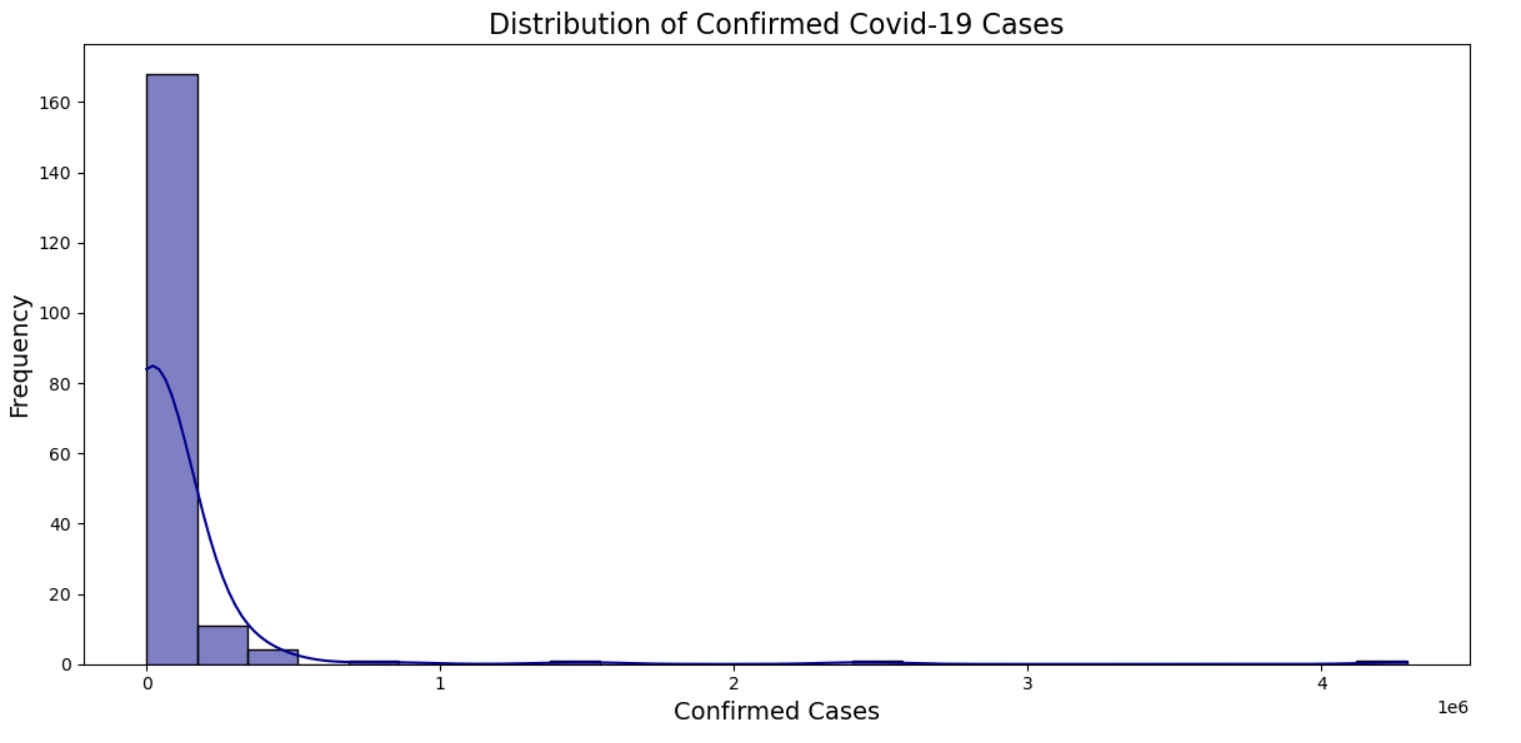 Distribution of Confirmed Covid-19 Cases
Frequency
160
140
120
100
80
60
40
20
0
0 1 2 3 4
1e6
Confirmed Cases